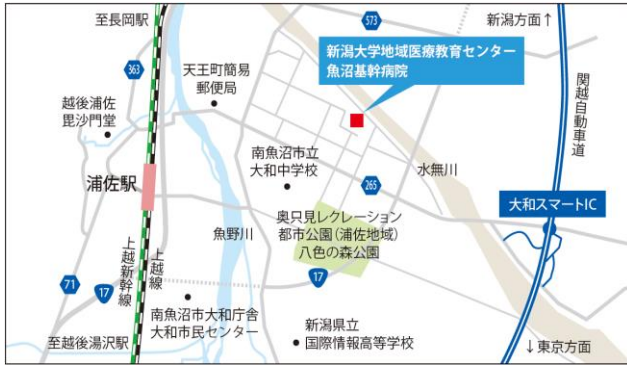 至長岡駅
573
新潟方面↑
363
天王町簡易
郵便局
新潟大学地域医療教育センター
魚沼基幹病院
関越自動車道
越後浦佐
毘沙門堂
南魚沼市立
大和中学校
水無川
浦佐駅
265
大和スマートIC
奥只見レクレーション
都市公園(浦佐地域)
八色の森公園
魚野川
上越新幹線
上越線
71
17
17
南魚沼市大和庁舎
大和市民センター
新潟県立
国際情報高等学校
至越後湯沢駅
↓東京方面